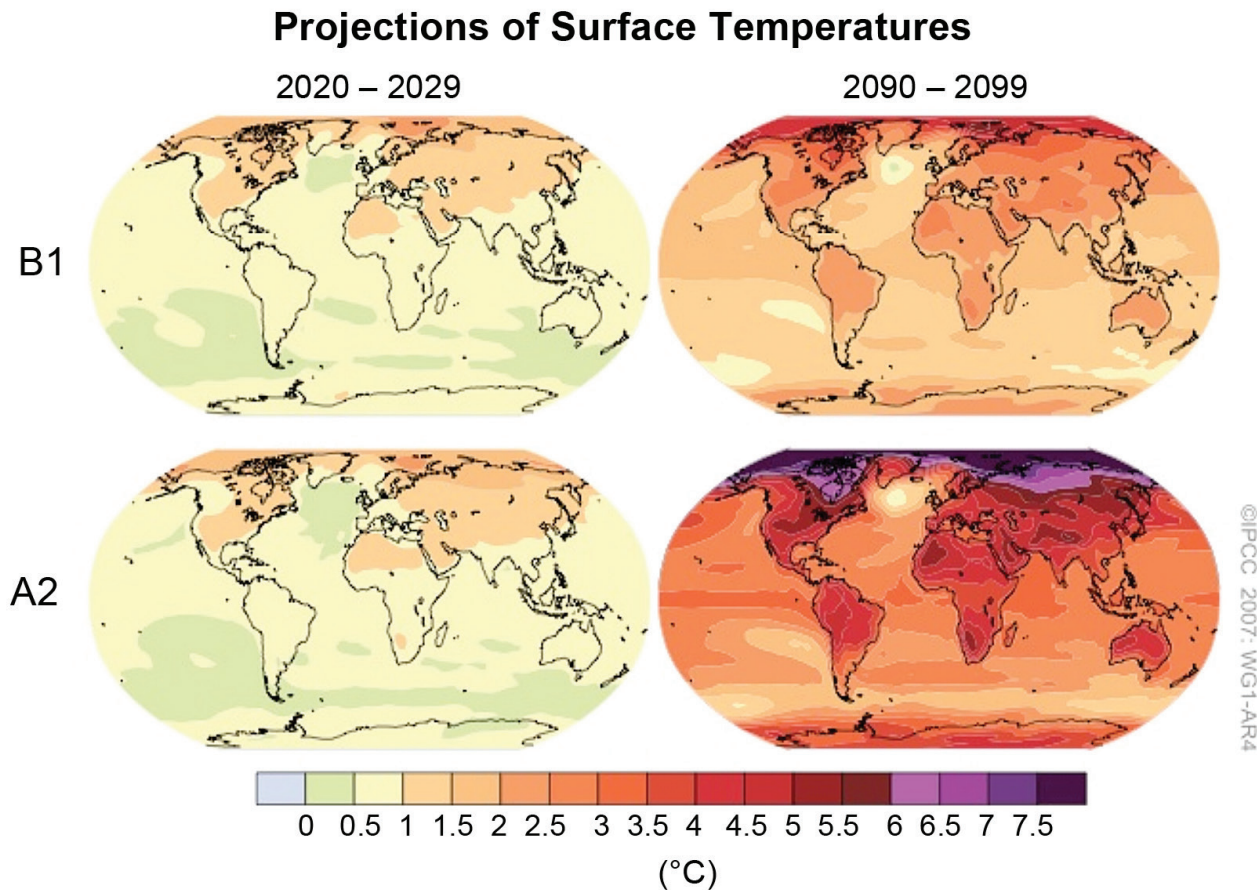 Projections of Surface Temperatures
2020 – 2029
2090 – 2099
B1
A2
©IPCC 2007: WG1-AR4
0 0.5 1 1.5 2 2.5 3 3.5 4 4.5 5 5.5 6 6.5 7 7.5
(°C)